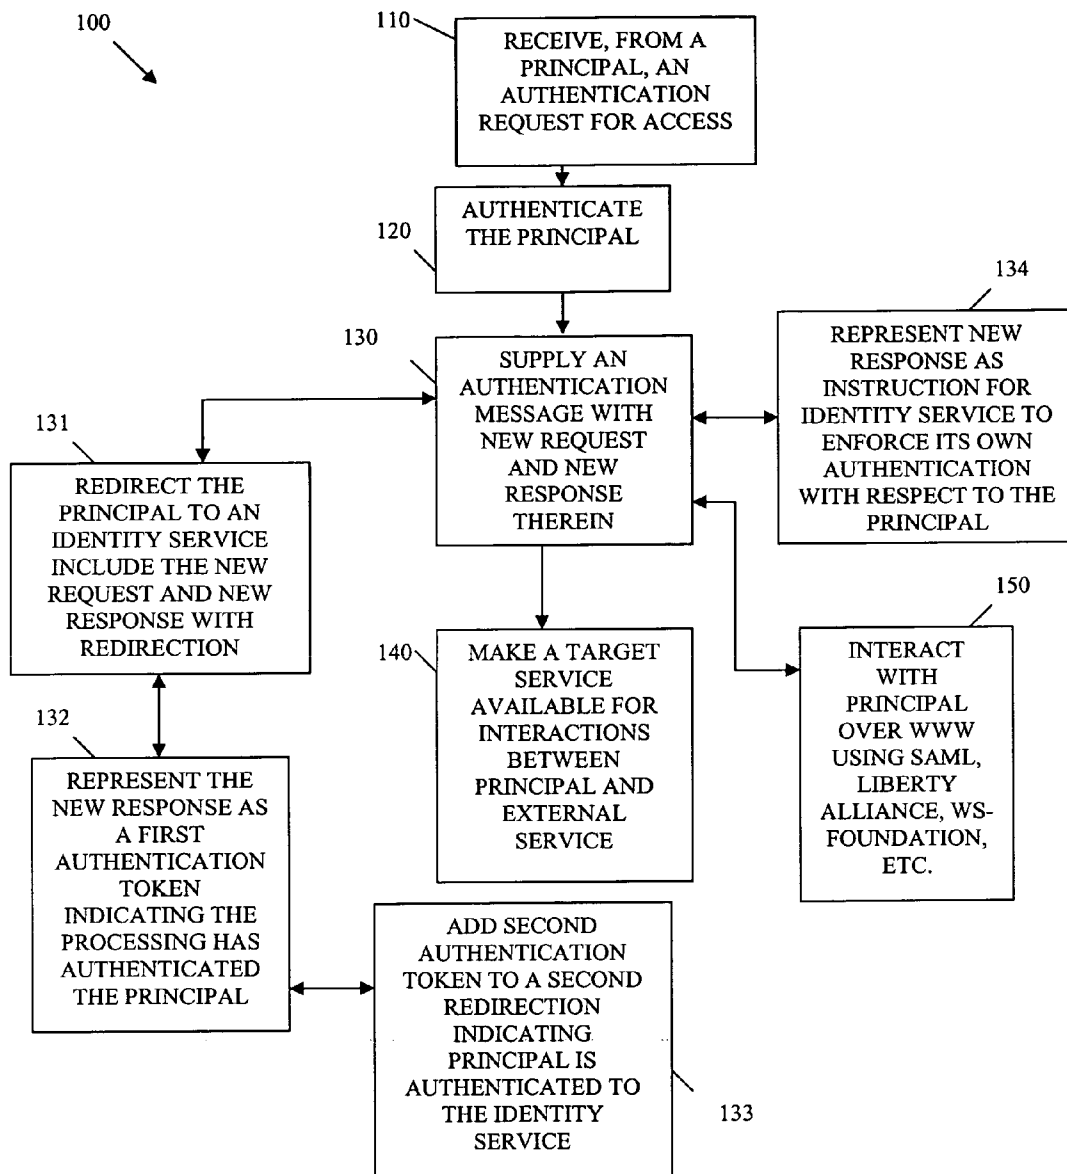 100
110
RECEIVE, FROM A
PRINCIPAL, AN
AUTHENTICATION
REQUEST FOR ACCESS
120
AUTHENTICATE
THE PRINCIPAL
130
SUPPLY AN
AUTHENTICATION
MESSAGE WITH
NEW REQUEST
AND NEW
RESPONSE
THEREIN
134
REPRESENT NEW
RESPONSE AS
INSTRUCTION FOR
IDENTITY SERVICE TO
ENFORCE ITS OWN
AUTHENTICATION
WITH RESPECT TO THE
PRINCIPAL
131
REDIRECT THE
PRINCIPAL TO AN
IDENTITY SERVICE
INCLUDE THE NEW
REQUEST AND NEW
RESPONSE WITH
REDIRECTION
140
MAKE A TARGET
SERVICE
AVAILABLE FOR
INTERACTIONS
BETWEEN
PRINCIPAL AND
EXTERNAL
SERVICE
150
INTERACT
WITH
PRINCIPAL
OVER WWW
USING SAML,
LIBERTY
ALLIANCE, WS-
FOUNDATION,
ETC.
132
REPRESENT THE
NEW RESPONSE AS
A FIRST
AUTHENTICATION
TOKEN
INDICATING THE
PROCESSING HAS
AUTHENTICATED
THE PRINCIPAL
ADD SECOND
AUTHENTICATION
TOKEN TO A SECOND
REDIRECTION
INDICATING
PRINCIPAL IS
AUTHENTICATED TO
THE IDENTITY
SERVICE
133